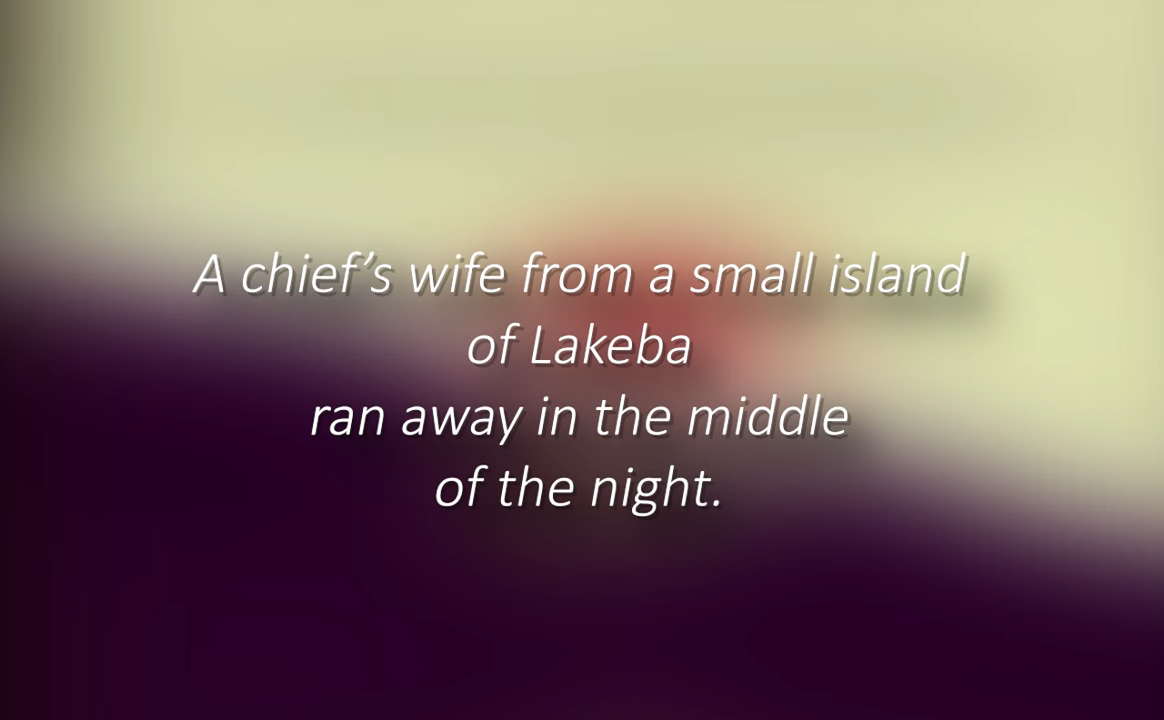 A chief’s wife from a small island
of Lakeba
ran away in the middle
of the night.